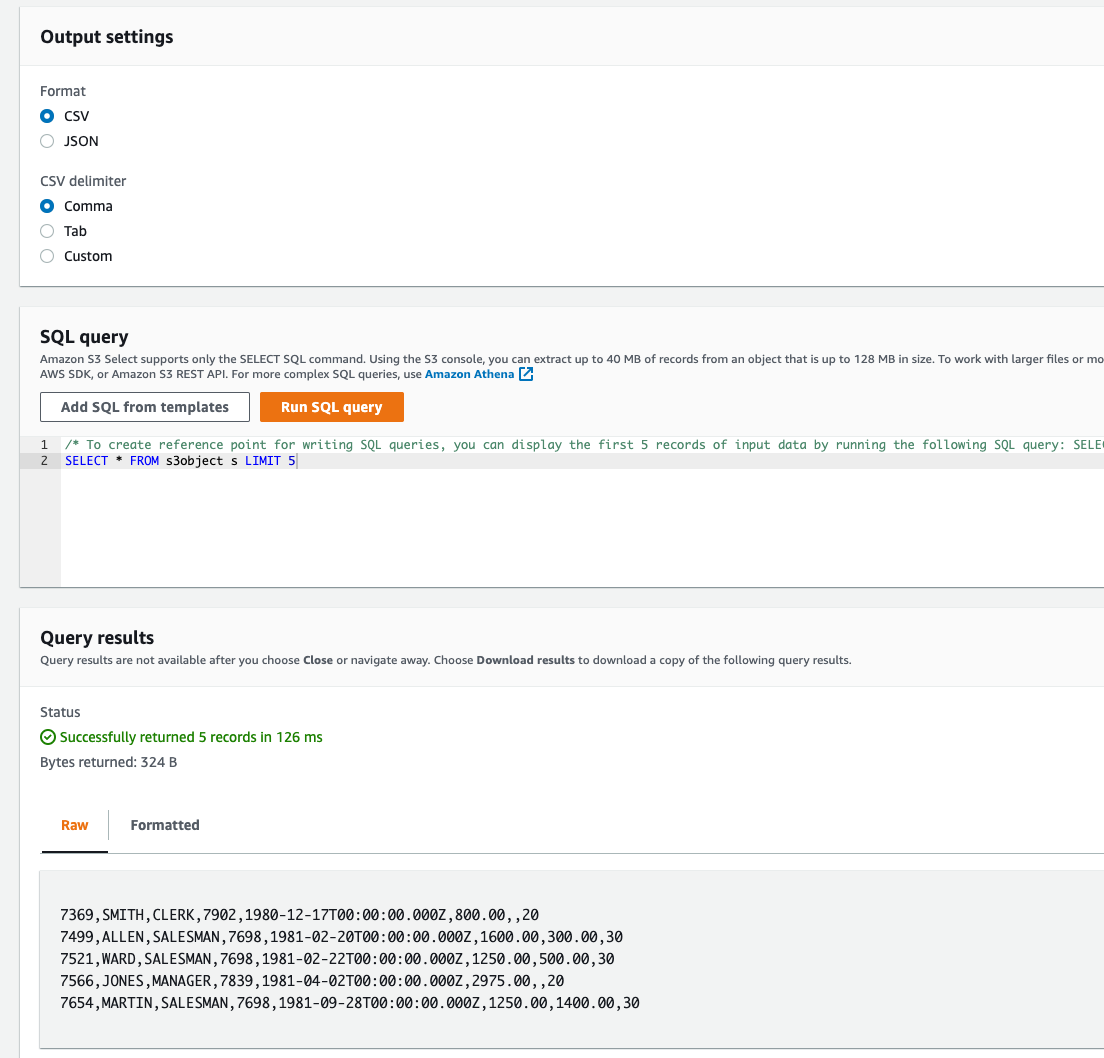 Output settings
Format
CSV
JSON
CSV delimiter
Comma
Tab
Custom
SQL query
Amazon S3 Select supports only the SELECT SQL command. Using the S3 console, you can extract up to 40 MB of records from an object that is up to 128 MB in size. To work with larger files or mo
AWS SDK, or Amazon S3 REST API. For more complex SQL queries, use Amazon Athena
Add SQL from templates
Run SQL query
1 /* To create reference point for writing SQL queries, you can display the first 5 records of input data by running the following SQL query: SELE
2 SELECT * FROM s3object s LIMIT 5
Query results
Query results are not available after you choose Close or navigate away. Choose Download results to download a copy of the following query results.
Status
Successfully returned 5 records in 126 ms
Bytes returned: 324 B
Raw
Formatted
7369,SMITH,CLERK,7902,1980-12-17T00:00:00.000Z,800.00,,20
7499,ALLEN,SALESMAN,7698,1981-02-20T00:00:00.000Z,1600.00,300.00,30
7521,WARD,SALESMAN,7698,1981-02-22T00:00:00.000Z,1250.00,500.00,30
7566,JONES,MANAGER,7839,1981-04-02T00:00:00.000Z,2975.00,,20
7654,MARTIN,SALESMAN,7698,1981-09-28T00:00:00.000Z,1250.00,1400.00,30